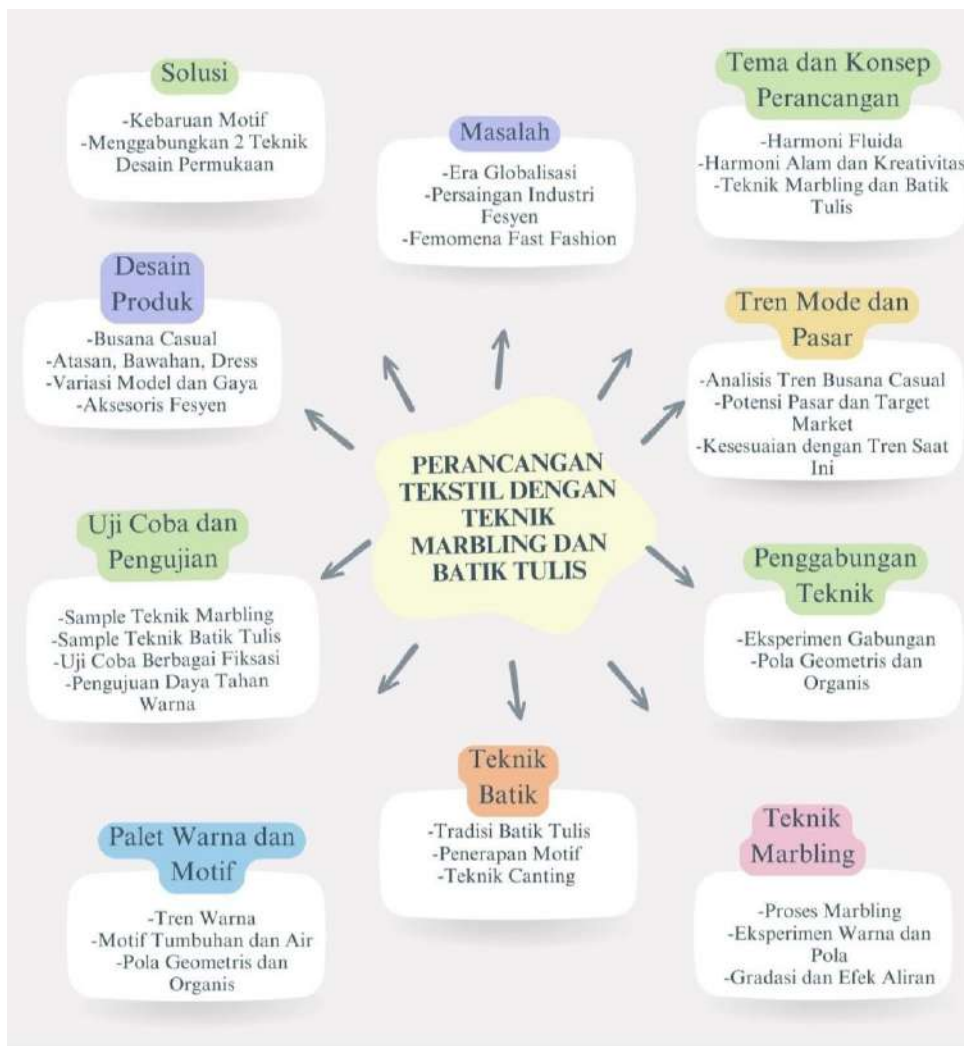 Solusi
-Kebaruan Motif
-Menggabungkan 2 Teknik
Desain Permukaan
Masalah
-Era Globalisasi
-Persaingan Industri
Fesyen
-Femomena Fast Fashion
Tema dan Konsep
Perancangan
-Harmoni Fluida
-Harmoni Alam dan Kreativitas
-Teknik Marbling dan Batik
Tulis
Desain
Produk
-Busana Casual
-Atasan, Bawahan, Dress
-Variasi Model dan Gaya
-Aksesoris Fesyen
Tren Mode dan
Pasar
-Analisis Tren Busana Casual
-Potensi Pasar dan Target
Market
-Kesesuaian dengan Tren Saat
Ini
PERANCANGAN
TEKSTIL DENGAN
TEKNIK
MARBLING DAN
BATIK TULIS
Uji Coba dan
Pengujian
-Sample Teknik Marbling
-Sample Teknik Batik Tulis
-Uji Coba Berbagai Fiksasi
-Pengujuan Daya Tahan
Warna
Penggabungan
Teknik
-Eksperimen Gabungan
-Pola Geometris dan
Organis
Palet Warna dan
Motif
-Tren Warna
-Motif Tumbuhan dan Air
-Pola Geometris dan
Organis
Teknik
Batik
-Tradisi Batik Tulis
-Penerapan Motif
-Teknik Canting
Teknik
Marbling
-Proses Marbling
-Eksperimen Warna dan
Pola
-Gradasi dan Efek Aliran